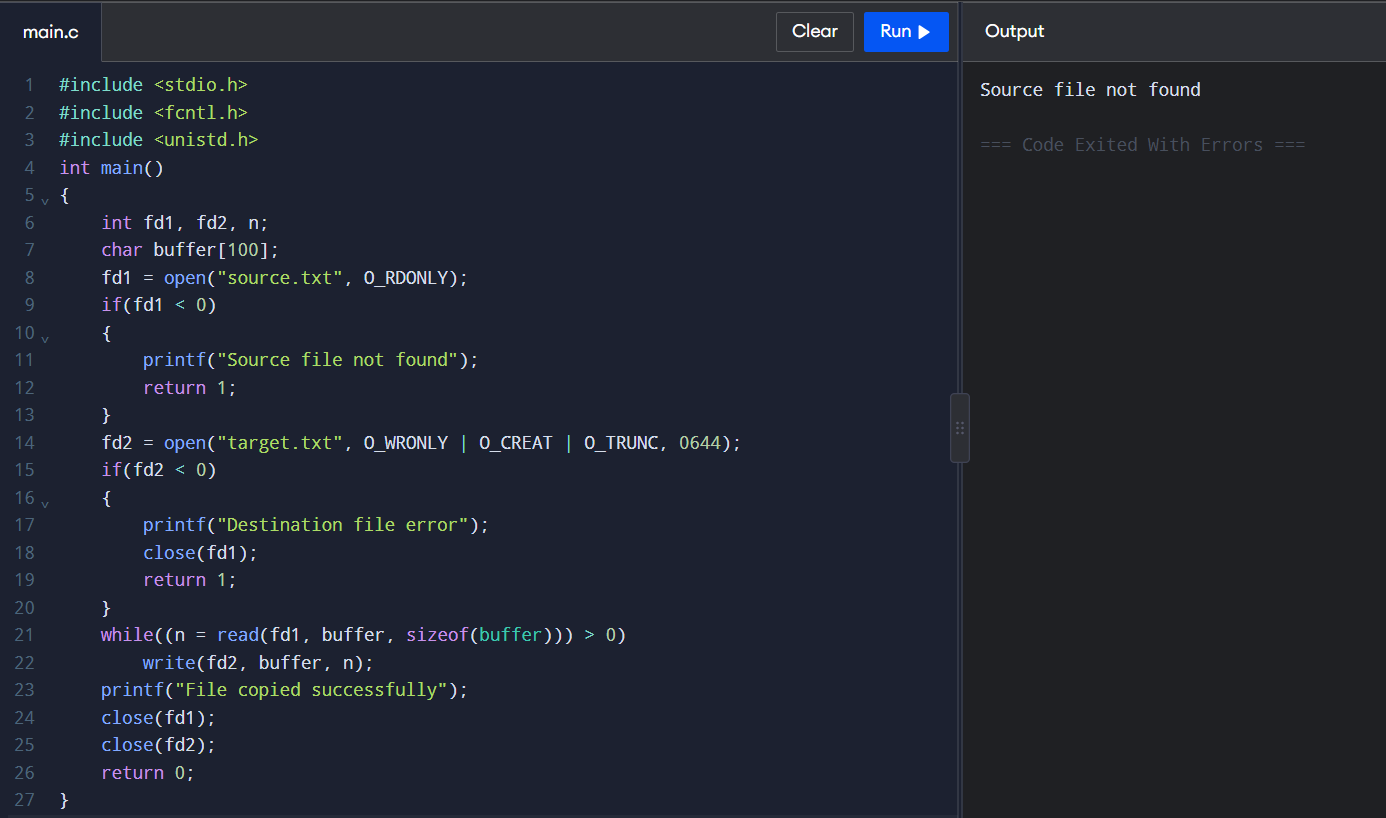 main.c
Clear
Run
Output
1 #include <stdio.h>
2 #include <fcntl.h>
3 #include <unistd.h>
4 int main()
5 {
6     int fd1, fd2, n;
7     char buffer[100];
8     fd1 = open("source.txt", O_RDONLY);
9     if(fd1 < 0)
10     {
11         printf("Source file not found");
12         return 1;
13     }
14     fd2 = open("target.txt", O_WRONLY | O_CREAT | O_TRUNC, 0644);
15     if(fd2 < 0)
16     {
17         printf("Destination file error");
18         close(fd1);
19         return 1;
20     }
21     while((n = read(fd1, buffer, sizeof(buffer))) > 0)
22         write(fd2, buffer, n);
23     printf("File copied successfully");
24     close(fd1);
25     close(fd2);
26     return 0;
27 }
Source file not found
=== Code Exited With Errors ===